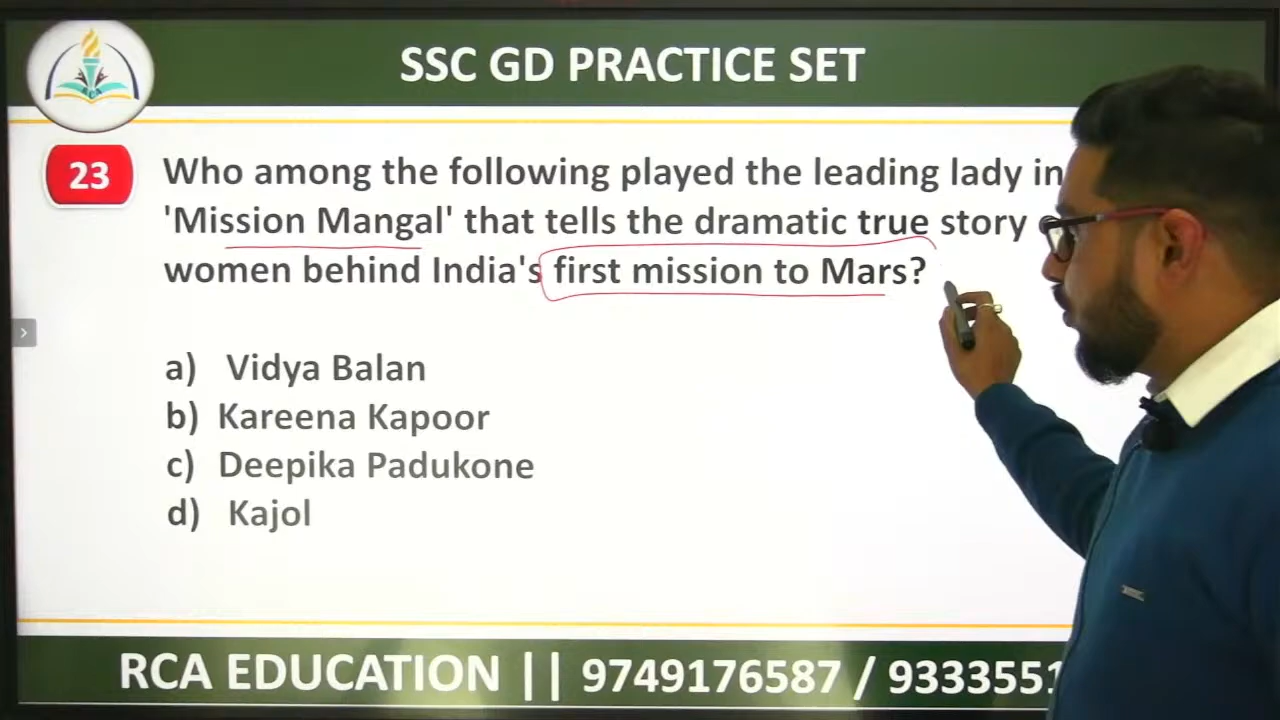 SSC GD PRACTICE SET
23
Who among the following played the leading lady in
'Mission Mangal' that tells the dramatic true story
women behind India's first mission to Mars?
a) Vidya Balan
b) Kareena Kapoor
c) Deepika Padukone
d) Kajol
RCA EDUCATION || 9749176587 / 9333551